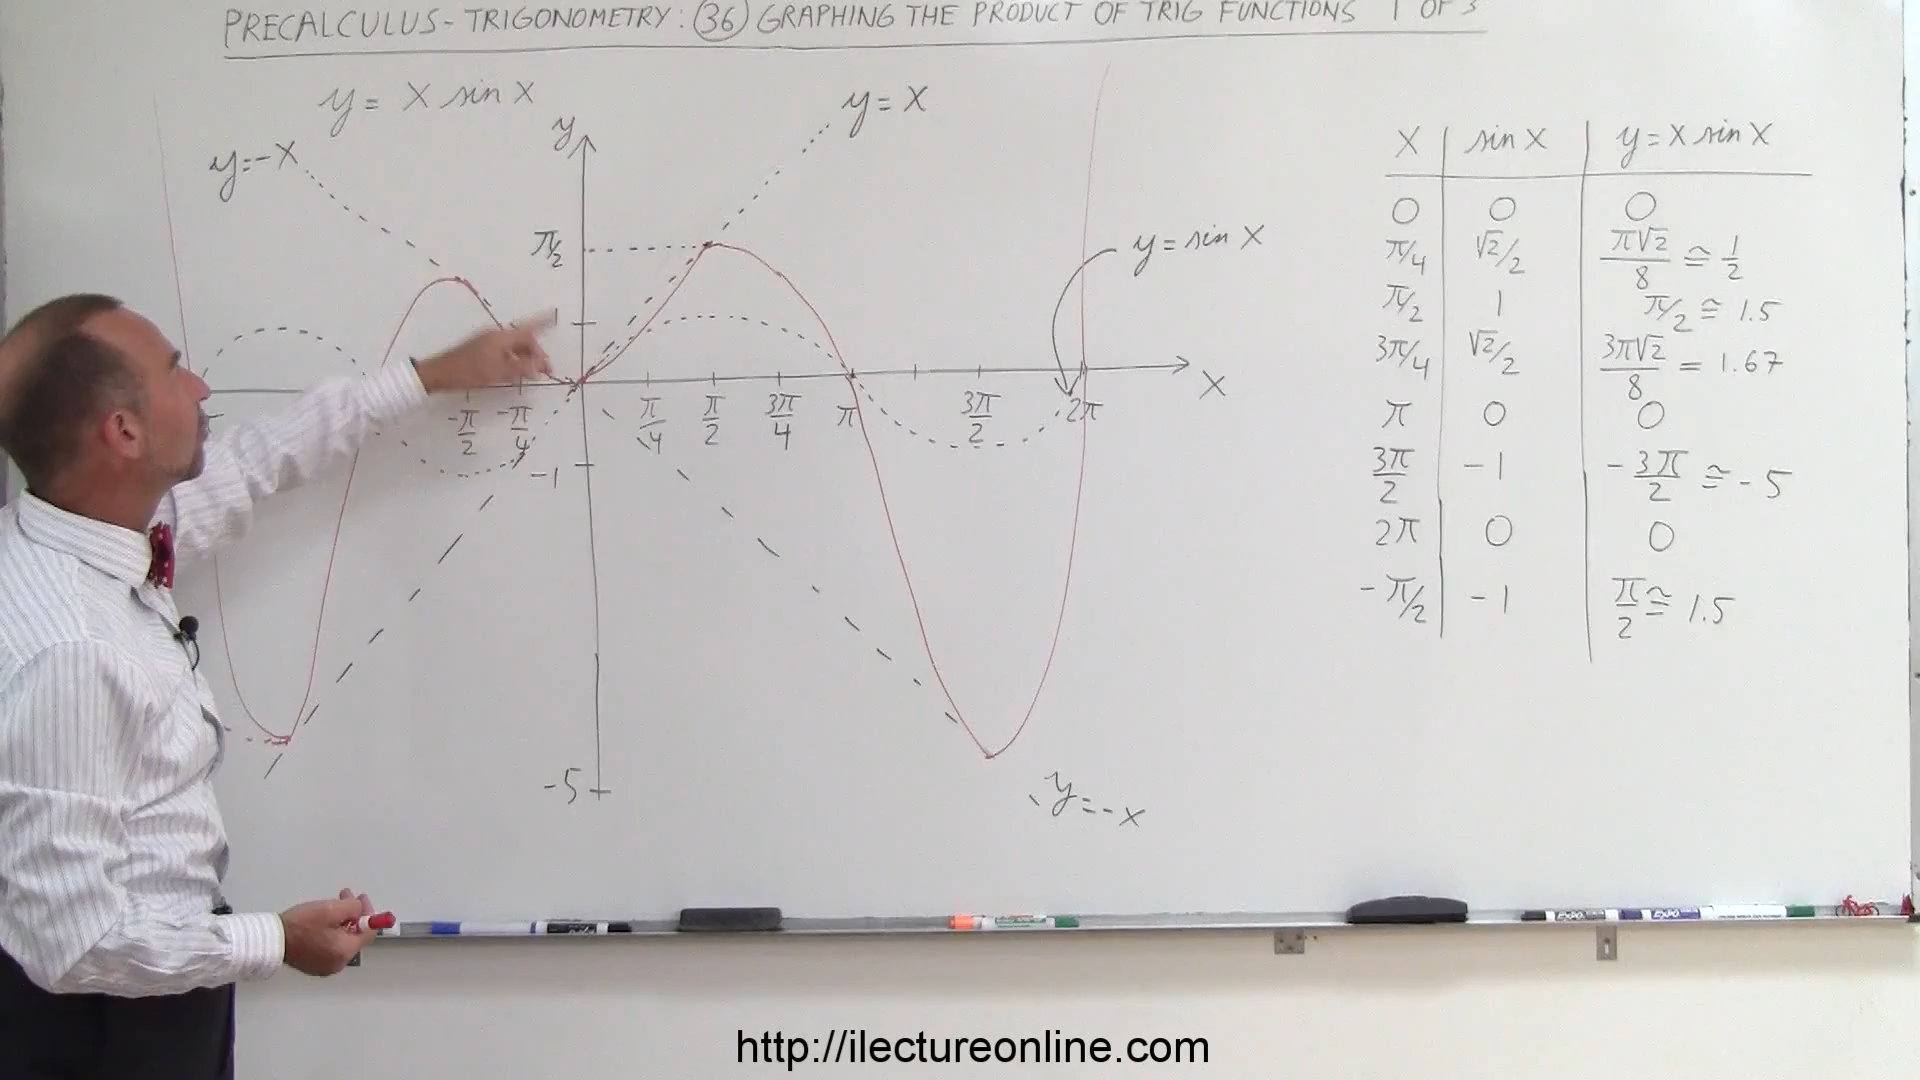 PRECALCULUS - TRIGONOMETRY: 36 GRAPHING THE PRODUCT OF TRIG FUNCTIONS 1 OF 3
y = x sin x
y = x
y = -x
y
π/2
1
-1
-5
-π/2 -π/4 π/4 π/2 3π/4 π 3π/2 2π
x
y = sin x
y = -x
x sin x y = x sin x
0 0 0
π/4 √2/2 π√2/8 ≅ 1/2
π/2 1 π/2 ≅ 1.5
3π/4 √2/2 3π√2/8 = 1.67
π 0 0
3π/2 -1 -3π/2 ≅ -5
2π 0 0
-π/2 -1 π/2 ≅ 1.5
EXPO EXPO
http://ilectureonline.com